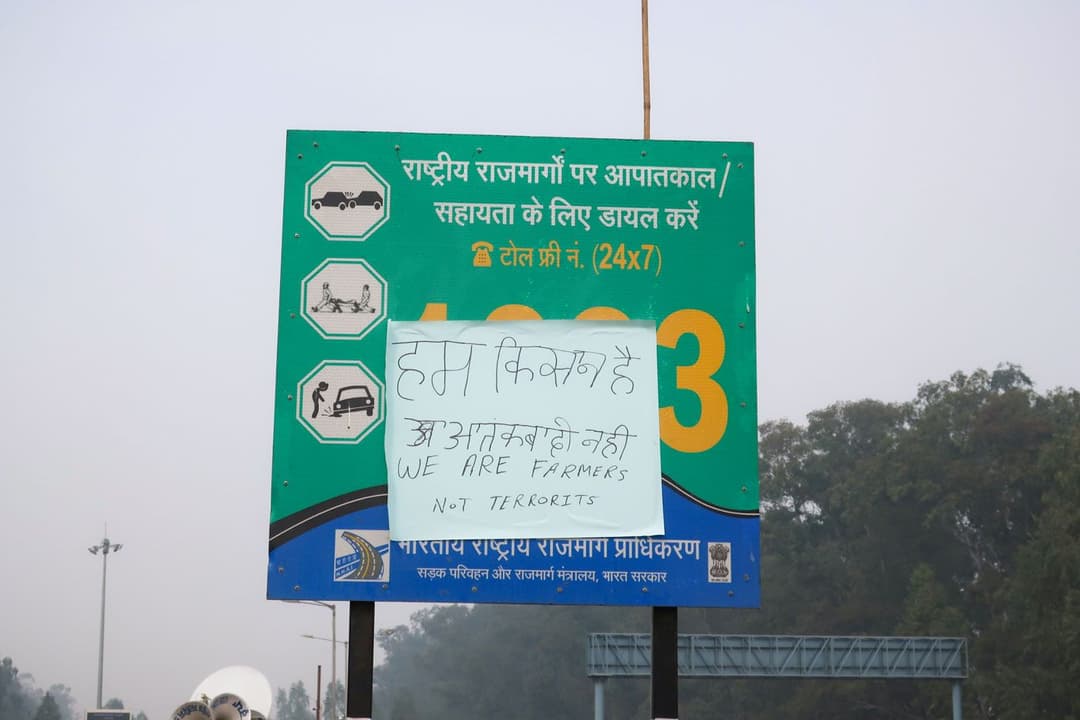 राष्ट्रीय राजमार्गों पर आपातकाल/
सहायता के लिए डायल करें
टोल फ्री नं. (24x7)
3
हम किसान है
अ आतंकबादी नही
WE ARE FARMERS
NOT TERRORITS
भारतीय राष्ट्रीय राजमार्ग प्राधिकरण
सड़क परिवहन और राजमार्ग मंत्रालय, भारत सरकार